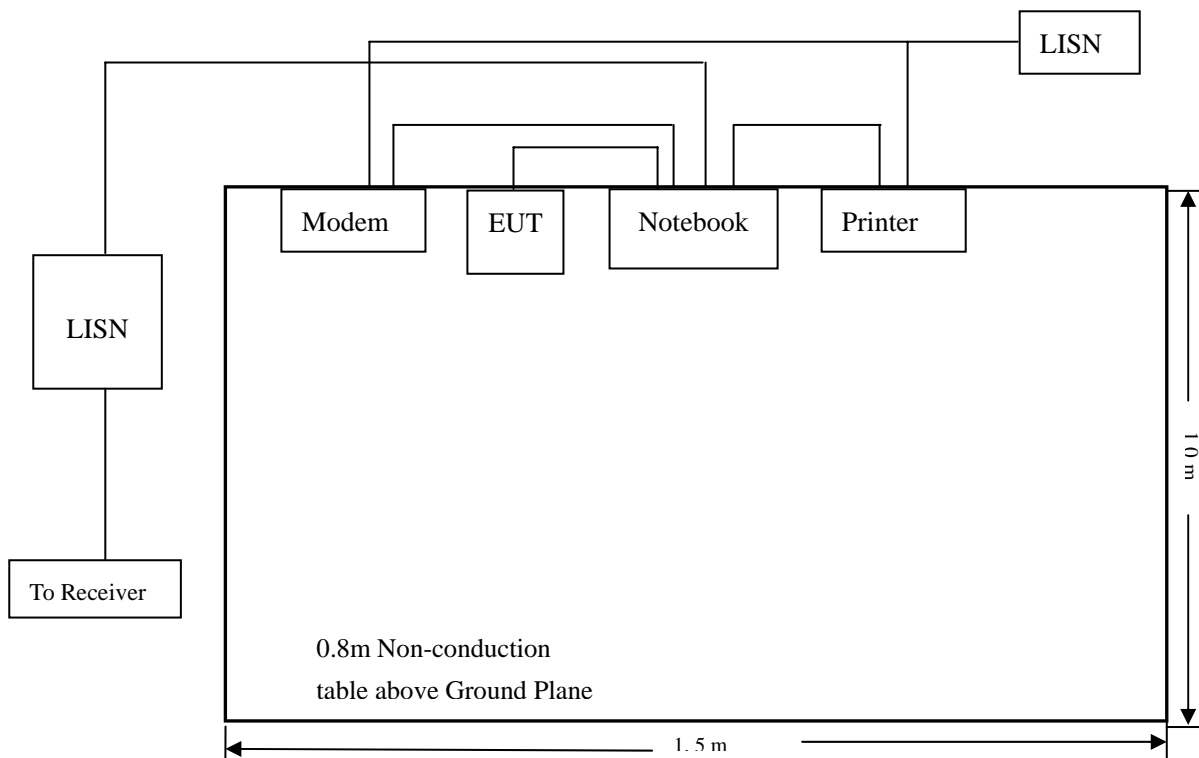 LISN
Modem
EUT
Notebook
Printer
LISN
1.0 m
To Receiver
0.8m Non-conduction
table above Ground Plane
1.5 m